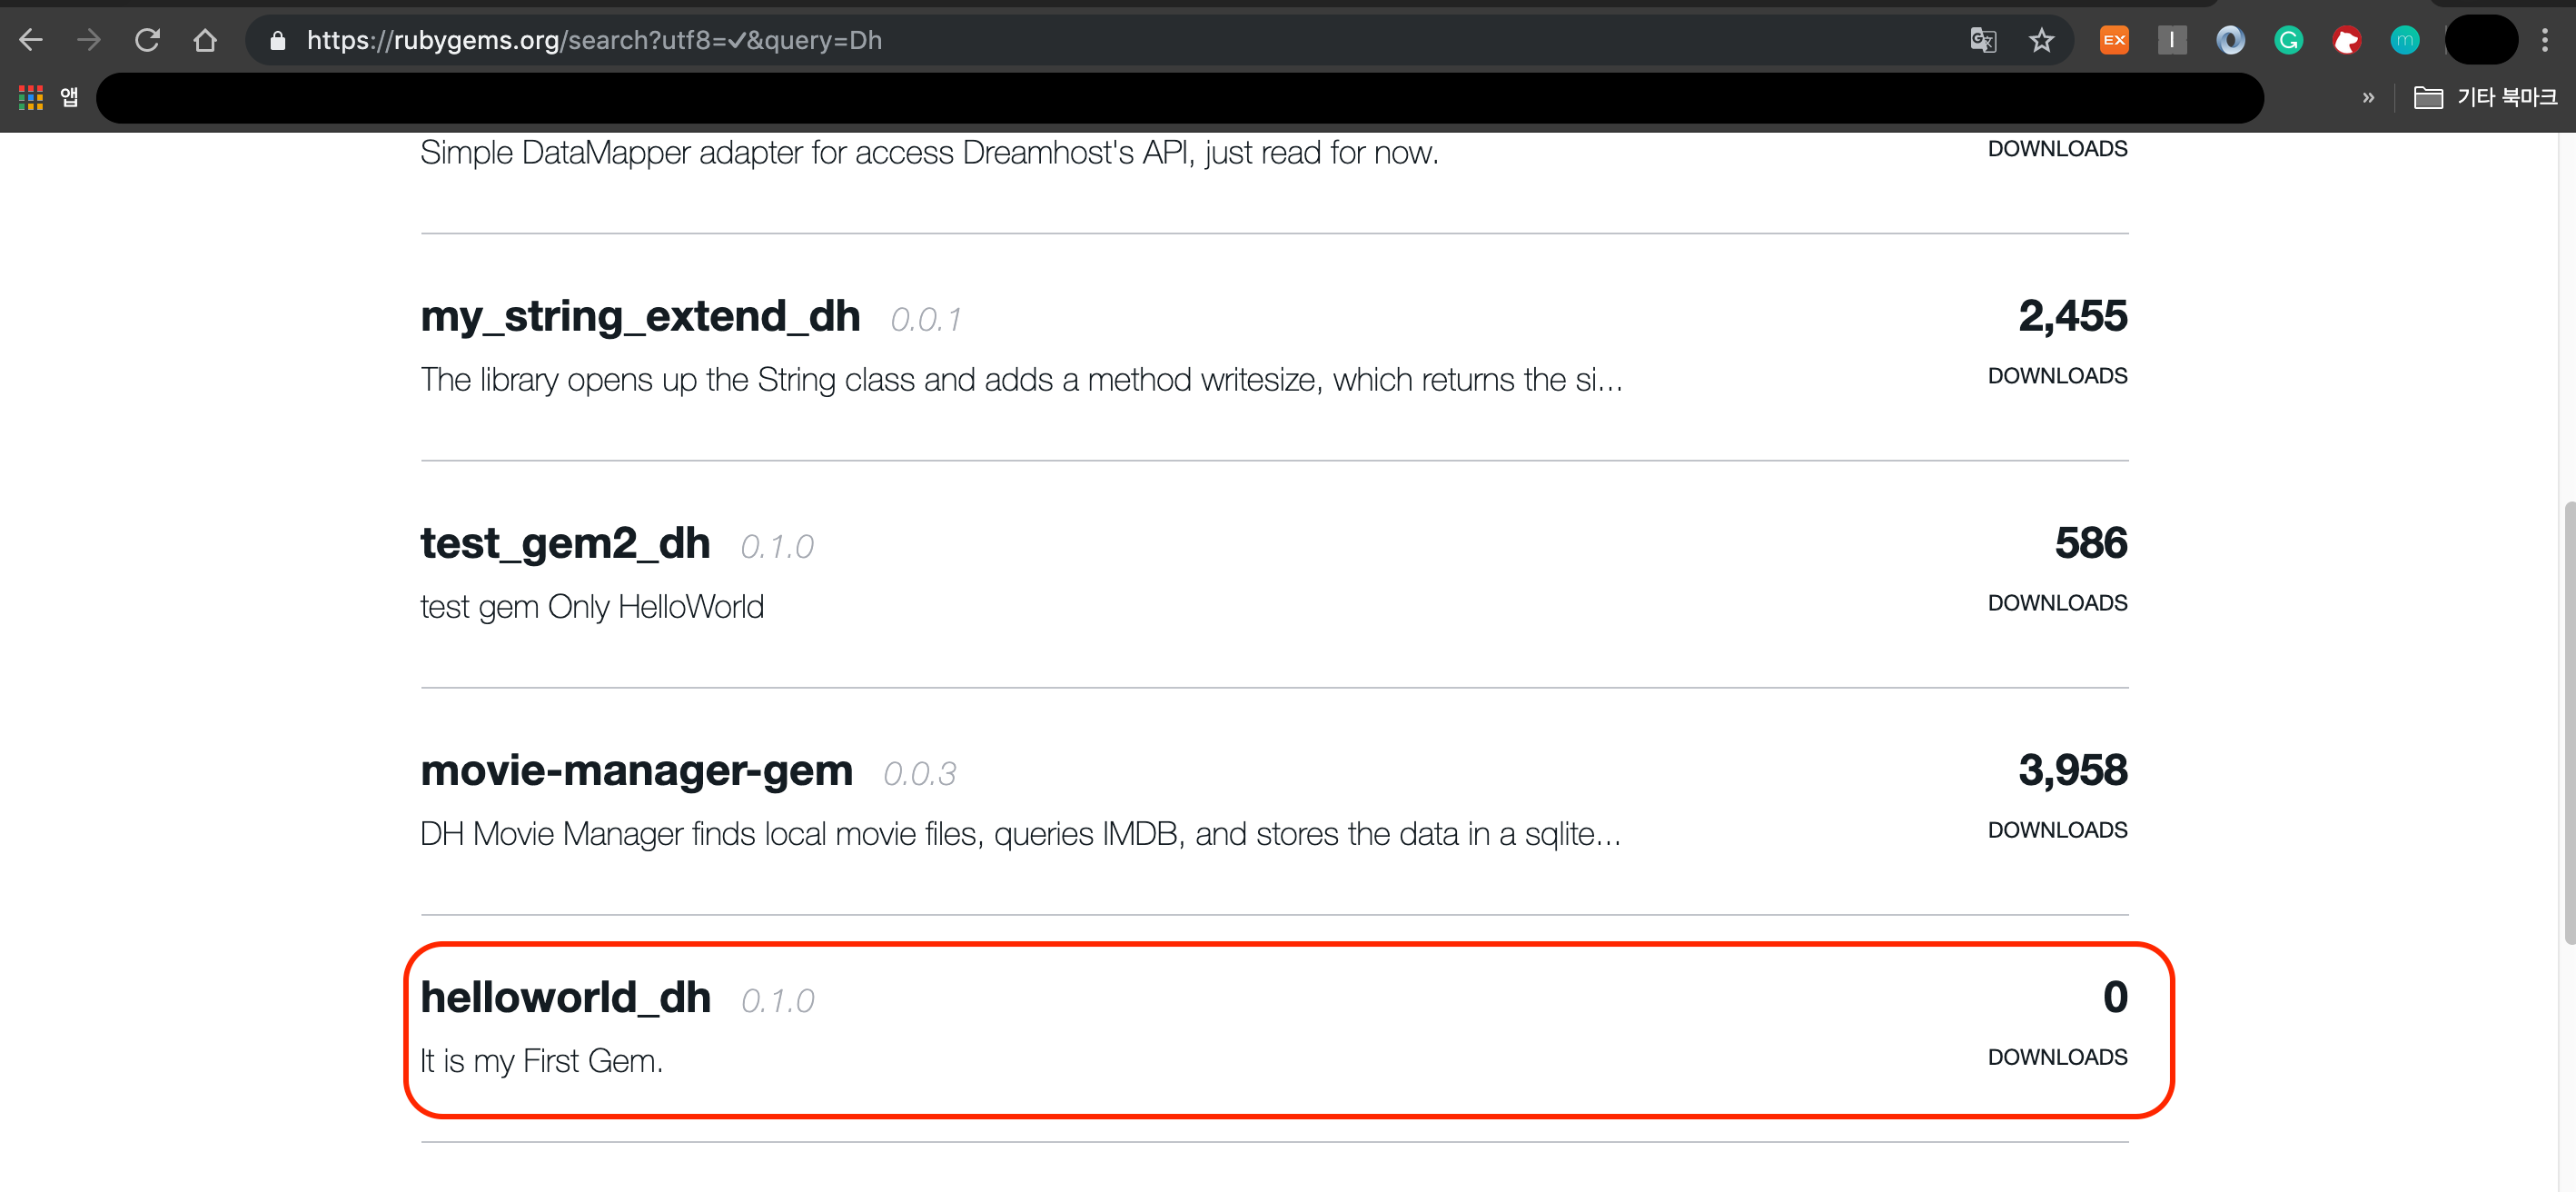 https://rubygems.org/search?utf8=✓&query=Dh
EX
앱
»
기타 북마크
Simple DataMapper adapter for access Dreamhost's API, just read for now.
DOWNLOADS
my_string_extend_dh 0.0.1
2,455
The library opens up the String class and adds a method writesize, which returns the si...
DOWNLOADS
test_gem2_dh 0.1.0
586
test gem Only HelloWorld
DOWNLOADS
movie-manager-gem 0.0.3
3,958
DH Movie Manager finds local movie files, queries IMDB, and stores the data in a sqlite...
DOWNLOADS
helloworld_dh 0.1.0
0
It is my First Gem.
DOWNLOADS